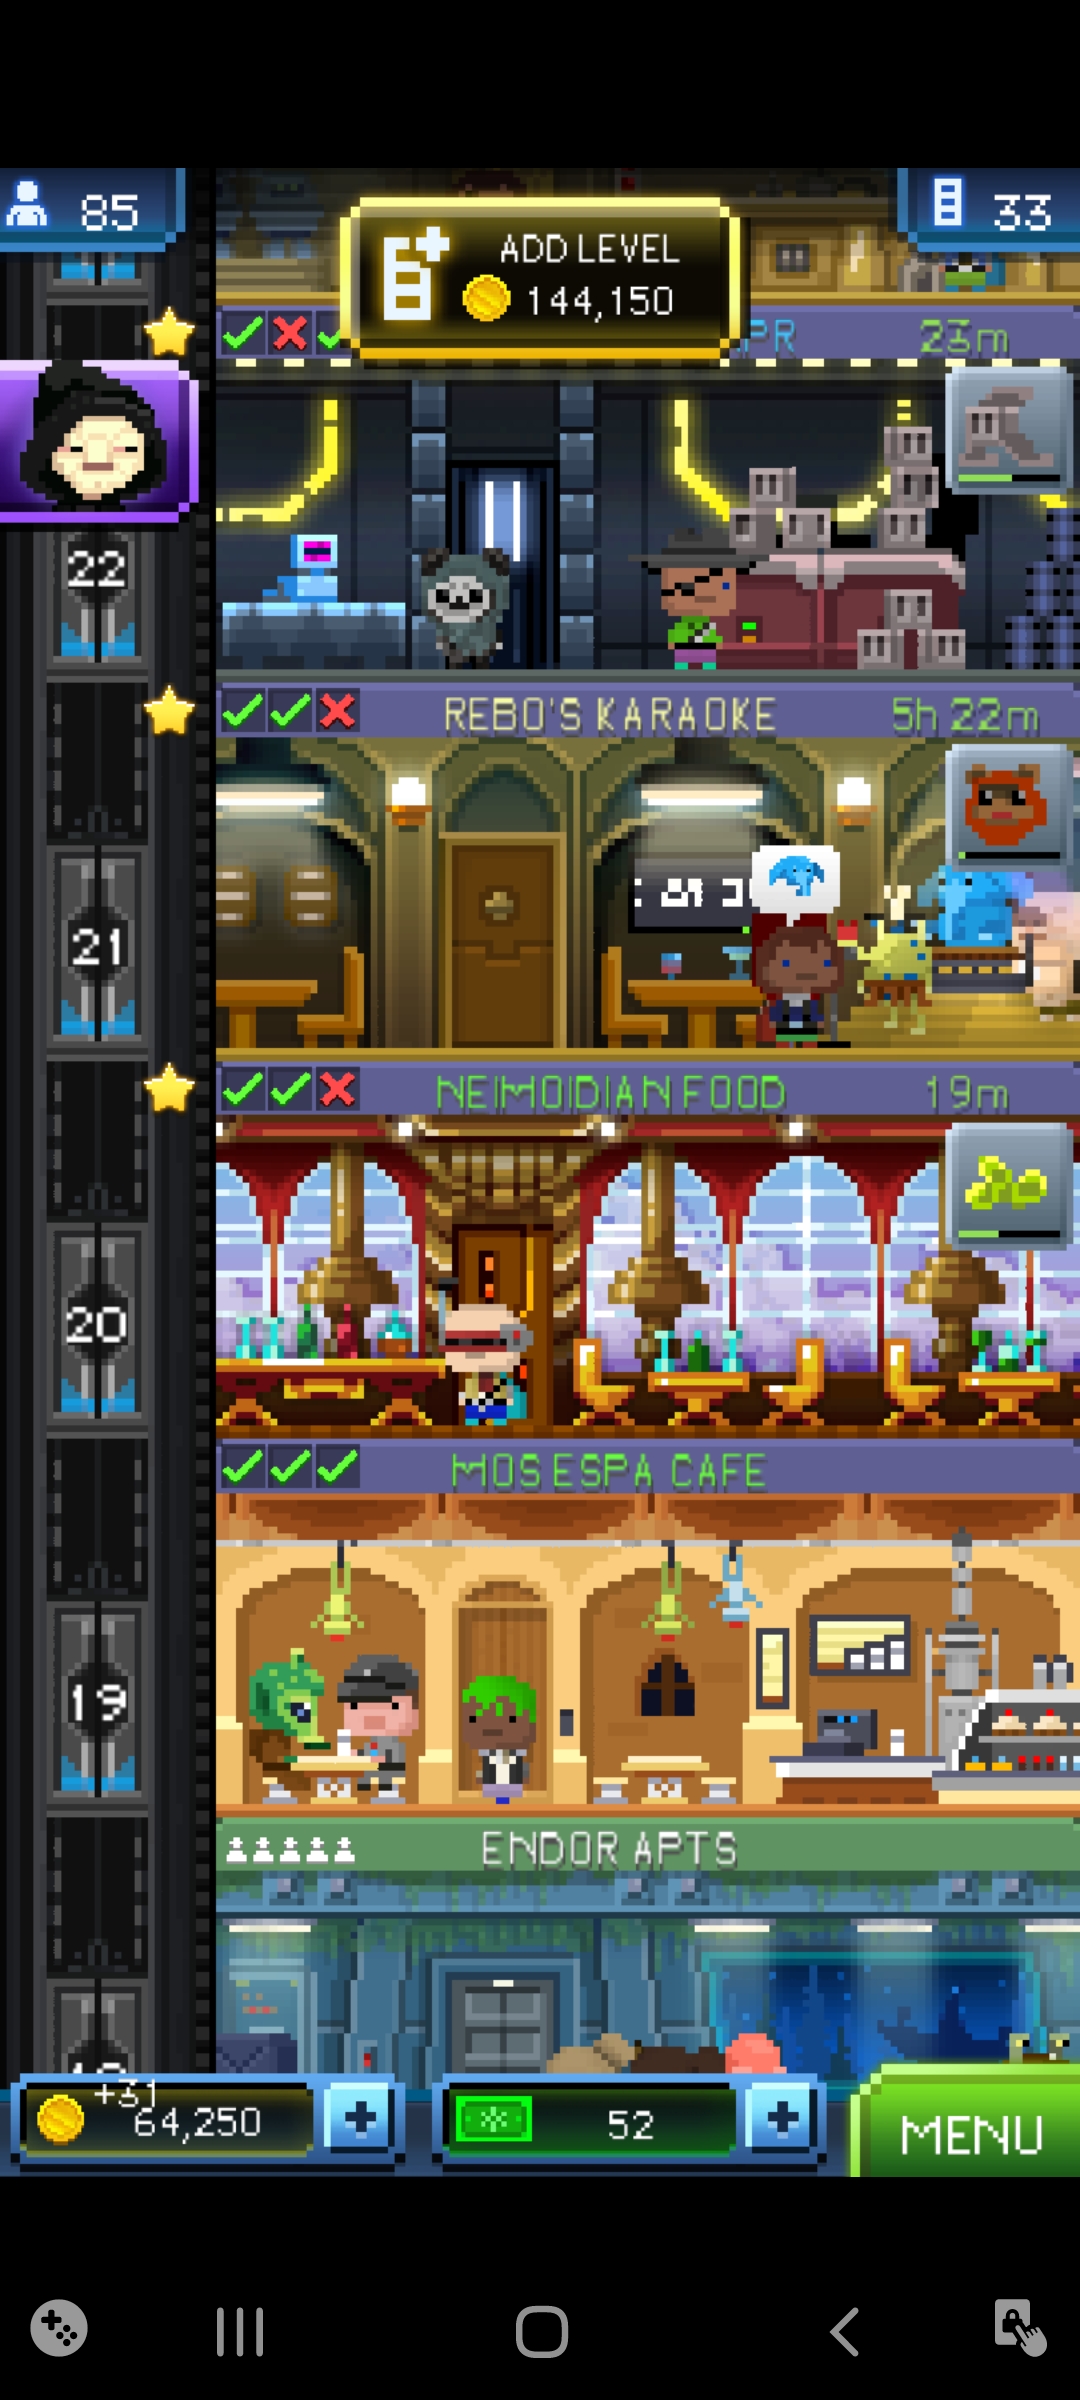 85
ADD LEVEL
144,150
33
23m
22
REBO'S KARAOKE
5h 22m
21
NEIMOIDIAN FOOD
19m
20
MOS ESPA CAFE
19
ENDOR APTS
+31
64,250
52
MENU